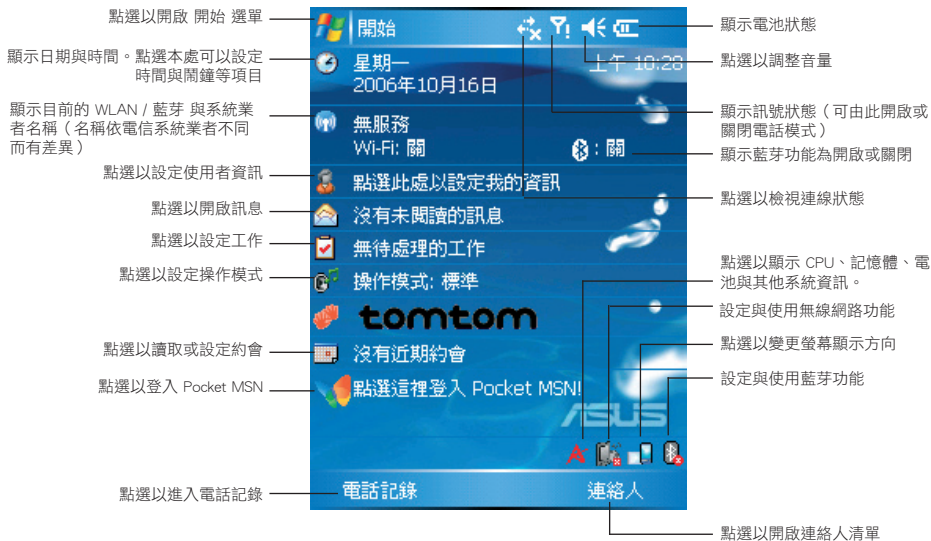 點選以開啟 開始 選單
顯示日期與時間。點選本處可以設定
時間與鬧鐘等項目
顯示目前的 WLAN / 藍芽 與系統業
者名稱（名稱依電信系統業者不同
而有差異）
點選以設定使用者資訊
點選以開啟訊息
點選以設定工作
點選以設定操作模式
點選以讀取或設定約會
點選以登入 Pocket MSN
點選以進入電話記錄
開始
星期一
上午 10:28
2006年10月16日
無服務
Wi-Fi: 關
: 關
點選此處以設定我的資訊
沒有未閱讀的訊息
無待處理的工作
操作模式: 標準
tomtom
沒有近期約會
點選這裡登入 Pocket MSN!
ASUS
電話記錄
連絡人
顯示電池狀態
點選以調整音量
顯示訊號狀態（可由此開啟或
關閉電話模式）
顯示藍芽功能為開啟或關閉
點選以檢視連線狀態
點選以顯示 CPU、記憶體、電
池與其他系統資訊。
設定與使用無線網路功能
點選以變更螢幕顯示方向
設定與使用藍芽功能
點選以開啟連絡人清單